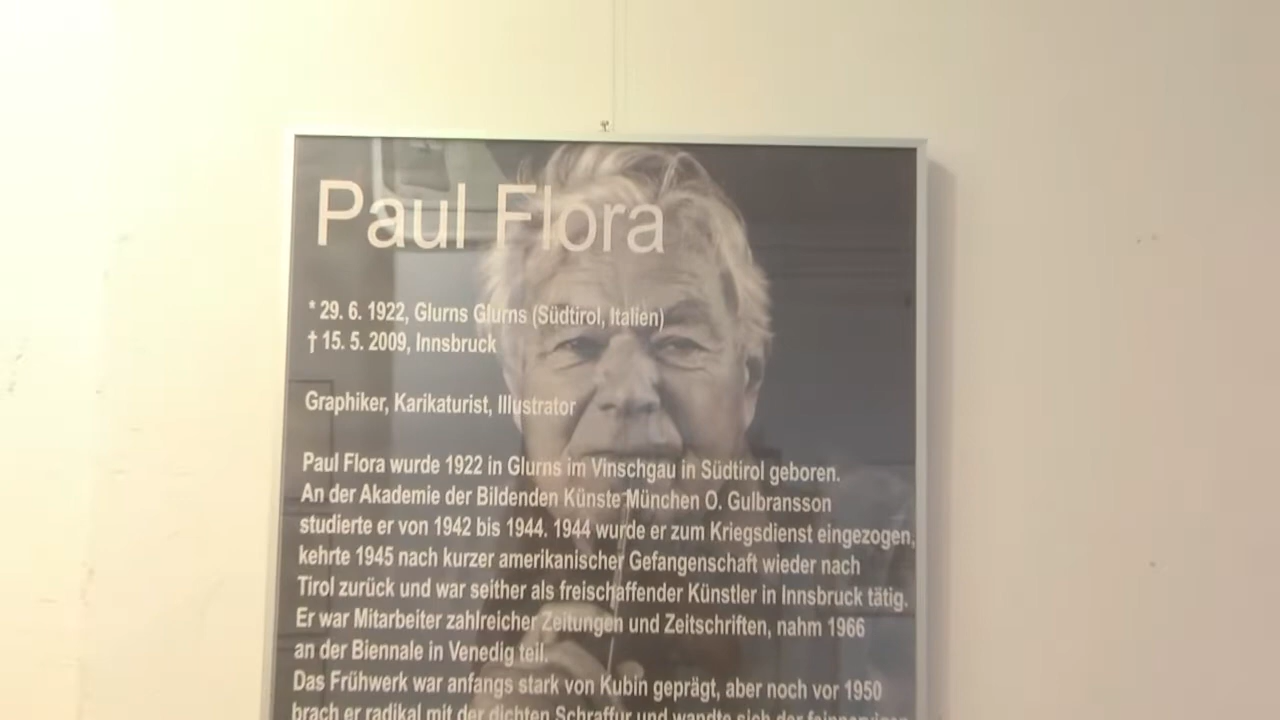 Paul Flora
* 29. 6. 1922, Glurns Glurns (Südtirol, Italien)
† 15. 5. 2009, Innsbruck
Graphiker, Karikaturist, Illustrator
Paul Flora wurde 1922 in Glurns im Vinschgau in Südtirol geboren.
An der Akademie der Bildenden Künste München O. Gulbransson
studierte er von 1942 bis 1944. 1944 wurde er zum Kriegsdienst eingezogen,
kehrte 1945 nach kurzer amerikanischer Gefangenschaft wieder nach
Tirol zurück und war seither als freischaffender Künstler in Innsbruck tätig.
Er war Mitarbeiter zahlreicher Zeitungen und Zeitschriften, nahm 1966
an der Biennale in Venedig teil.
Das Frühwerk war anfangs stark von Kubin geprägt, aber noch vor 1950
brach er radikal mit der dichten Schraffur und wandte sich der